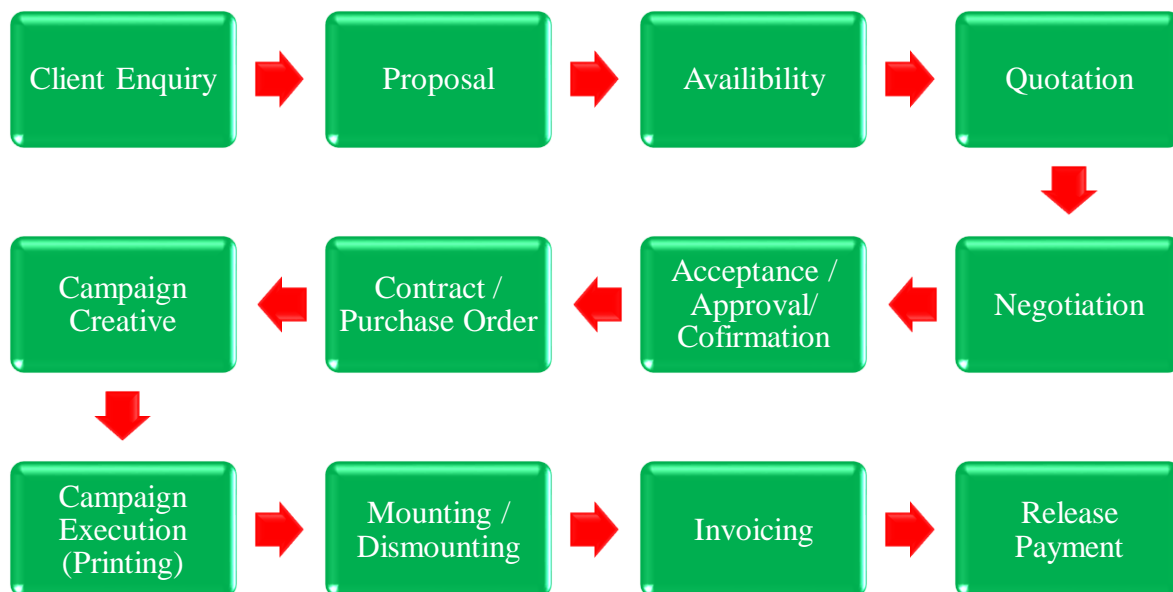 Client Enquiry
Proposal
Availibility
Quotation
Negotiation
Acceptance /
Approval/
Cofirmation
Contract /
Purchase Order
Campaign
Creative
Campaign
Execution
(Printing)
Mounting /
Dismounting
Invoicing
Release
Payment